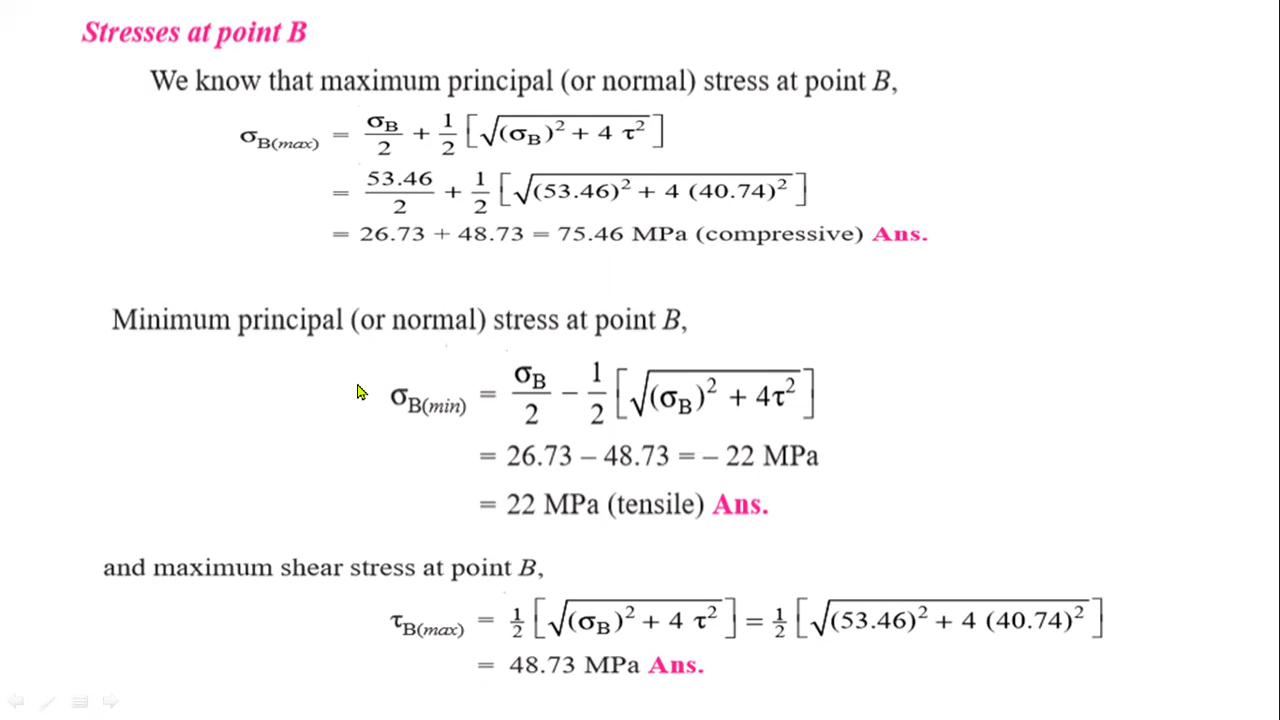 Stresses at point B
We know that maximum principal (or normal) stress at point B,
σB(max) = σB/2 + 1/2 [√(σB)² + 4 τ²]
= 53.46/2 + 1/2 [√(53.46)² + 4 (40.74)²]
= 26.73 + 48.73 = 75.46 MPa (compressive) Ans.
Minimum principal (or normal) stress at point B,
σB(min) = σB/2 – 1/2 [√(σB)² + 4τ²]
= 26.73 – 48.73 = – 22 MPa
= 22 MPa (tensile) Ans.
and maximum shear stress at point B,
τB(max) = 1/2 [√(σB)² + 4 τ²] = 1/2 [√(53.46)² + 4 (40.74)²]
= 48.73 MPa Ans.